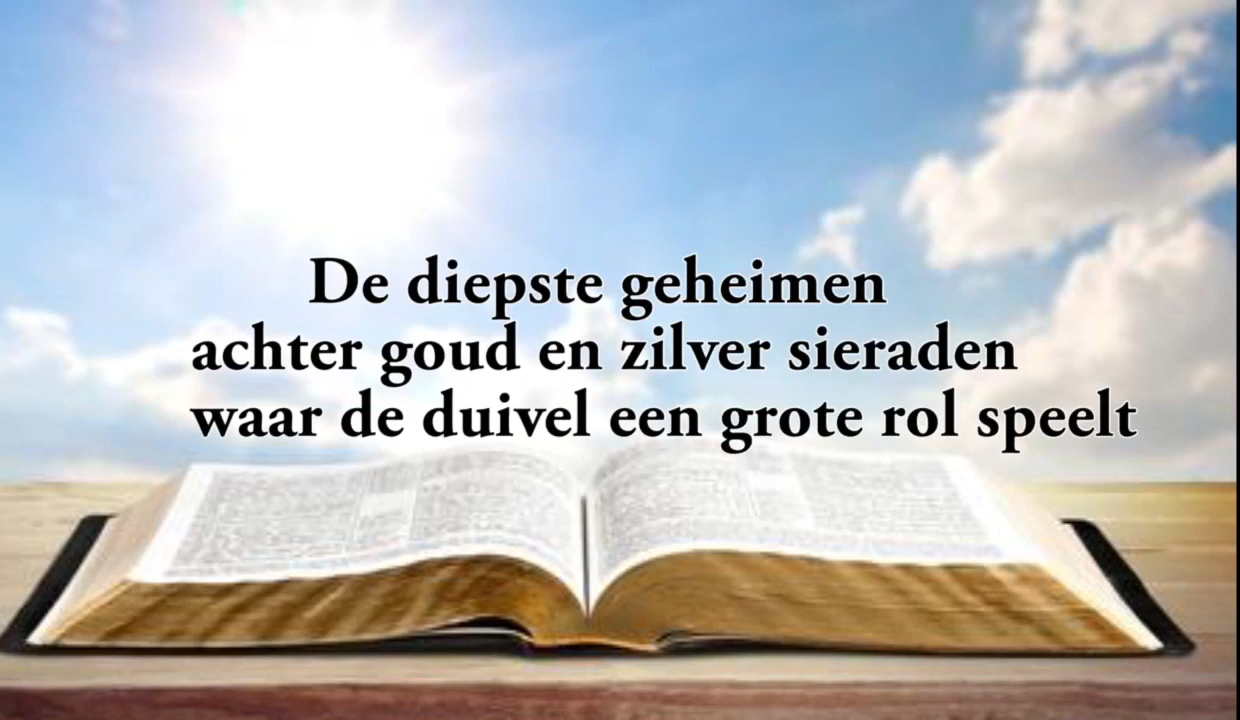 De diepste geheimen
achter goud en zilver sieraden
waar de duivel een grote rol speelt